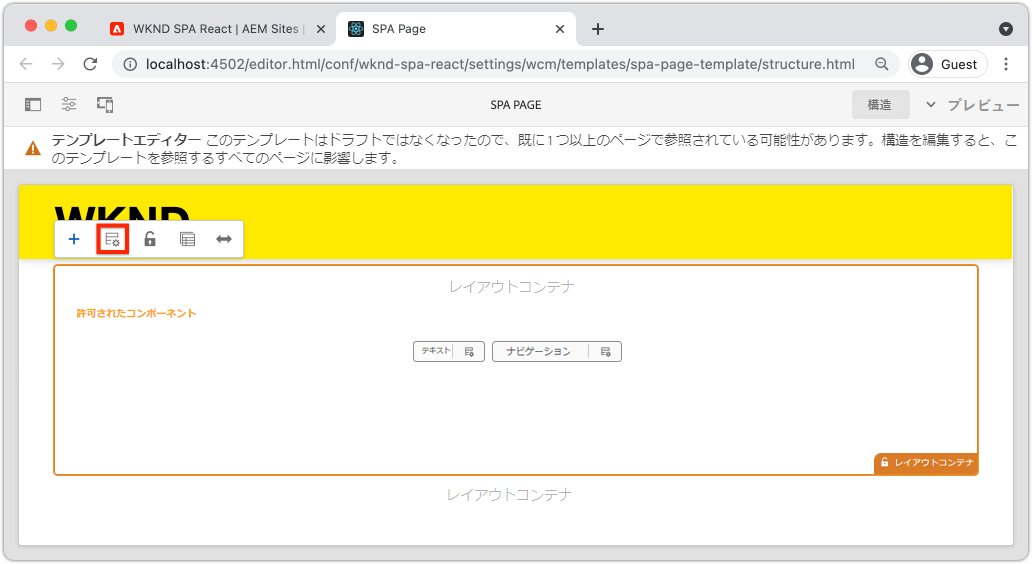 WKND SPA React | AEM Sites |
SPA Page
localhost:4502/editor.html/conf/wknd-spa-react/settings/wcm/templates/spa-page-template/structure.html
Guest
SPA PAGE
構造
プレビュー
テンプレートエディター このテンプレートはドラフトではなくなったので、既に1つ以上のページで参照されている可能性があります。構造を編集すると、こ
のテンプレートを参照するすべてのページに影響します。
WKND
レイアウトコンテナ
許可されたコンポーネント
テキスト
ナビゲーション
レイアウトコンテナ
レイアウトコンテナ